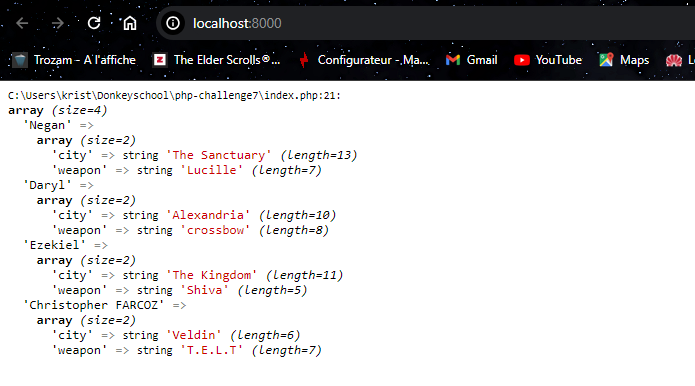 localhost:8000
Trozam - A l'affiche The Elder Scrolls®... Configurateur - Ma... Gmail YouTube Maps
C:\Users\krist\Donkeyschool\php-challenge7\index.php:21:
array (size=4)
'Negan' =>
array (size=2)
'city' => string 'The Sanctuary' (length=13)
'weapon' => string 'Lucille' (length=7)
'Daryl' =>
array (size=2)
'city' => string 'Alexandria' (length=10)
'weapon' => string 'crossbow' (length=8)
'Ezekiel' =>
array (size=2)
'city' => string 'The Kingdom' (length=11)
'weapon' => string 'Shiva' (length=5)
'Christopher FARCOZ' =>
array (size=2)
'city' => string 'Veldin' (length=6)
'weapon' => string 'T.E.L.T' (length=7)